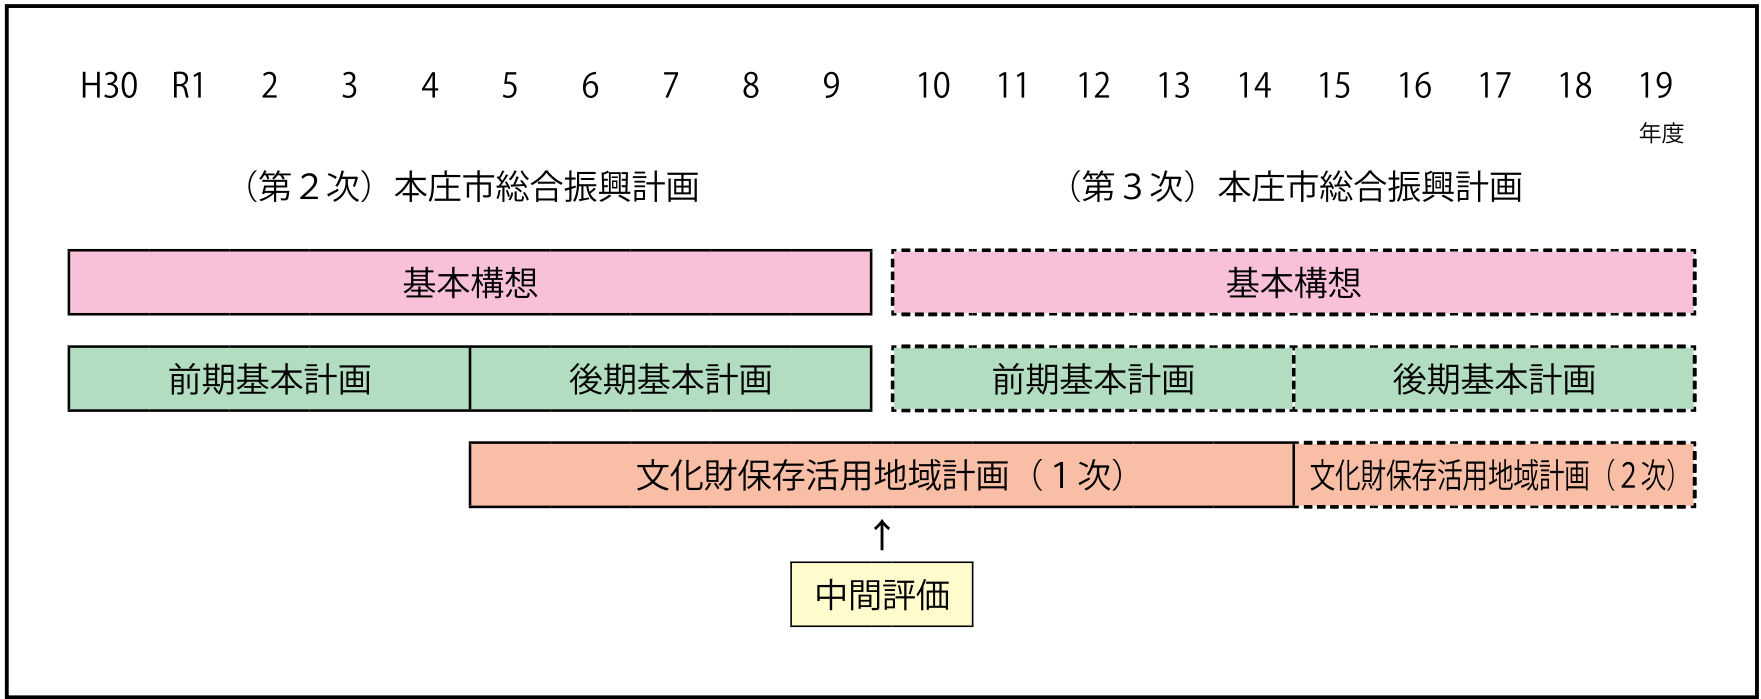 H30 R1 2 3 4 5 6 7 8 9 10 11 12 13 14 15 16 17 18 19
年度
（第２次）本庄市総合振興計画 （第３次）本庄市総合振興計画
基本構想 基本構想
前期基本計画 後期基本計画 前期基本計画 後期基本計画
文化財保存活用地域計画（１次） 文化財保存活用地域計画（２次）
↑
中間評価